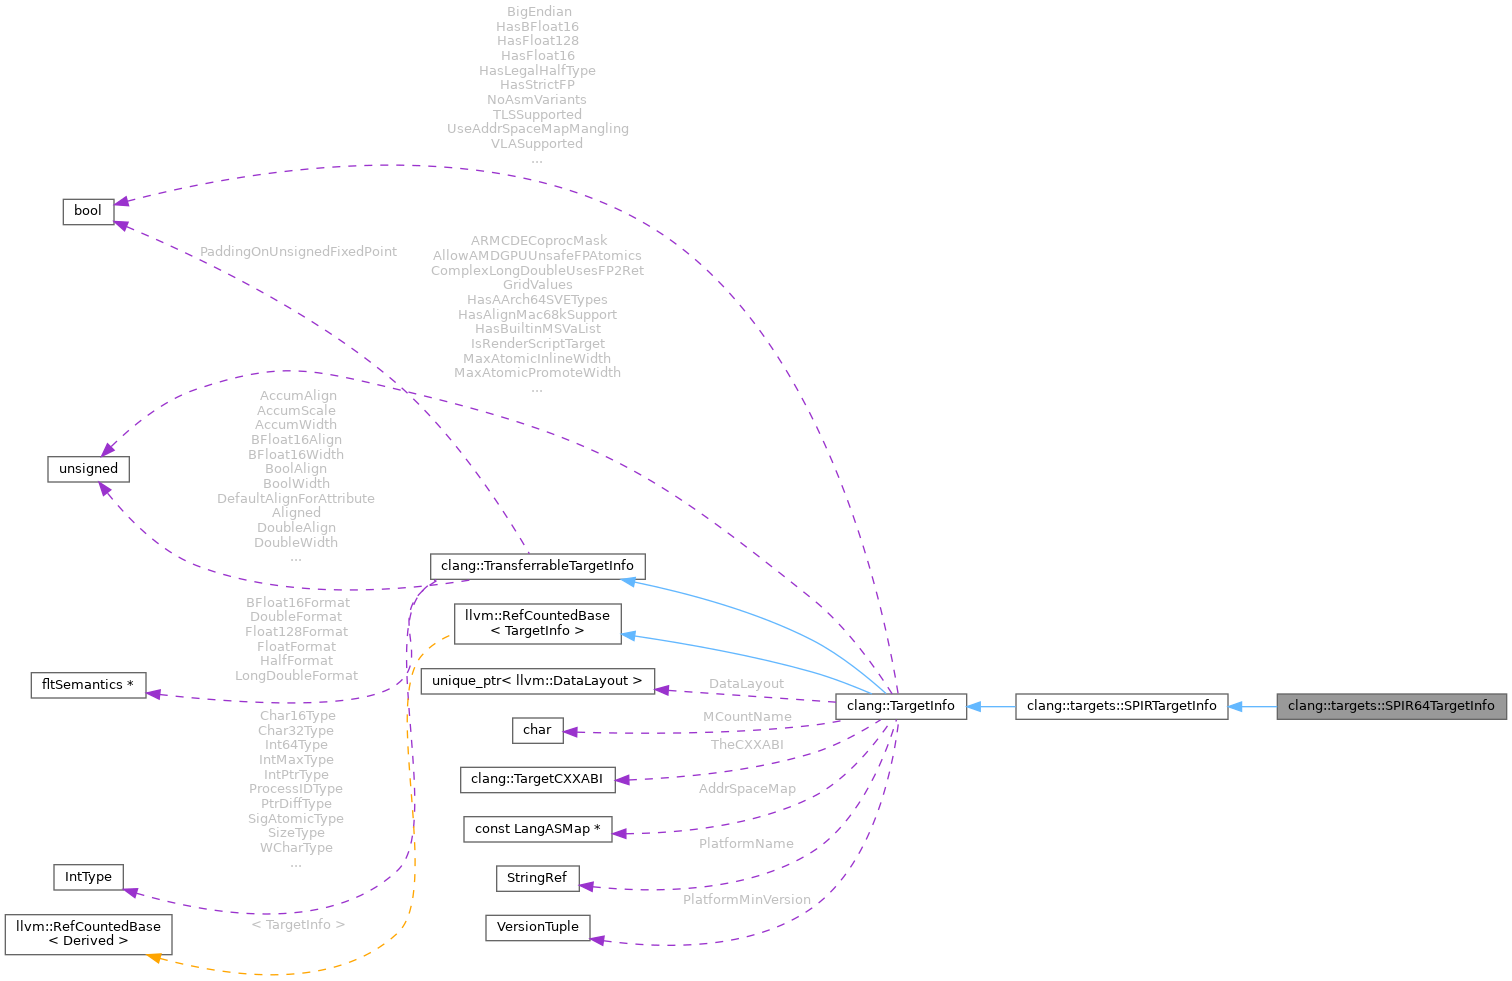 BigEndian
HasBFloat16
HasFloat128
HasFloat16
HasLegalHalfType
HasStrictFP
NoAsmVariants
TLSSupported
UseAddrSpaceMapMangling
VLASupported
...
bool
PaddingOnUnsignedFixedPoint
ARMCDECoprocMask
AllowAMDGPUUnsafeFPAtomics
ComplexLongDoubleUsesFP2Ret
GridValues
HasAArch64SVETypes
HasAlignMac68kSupport
HasBuiltinMSVaList
IsRenderScriptTarget
MaxAtomicInlineWidth
MaxAtomicPromoteWidth
...
AccumAlign
AccumScale
AccumWidth
BFloat16Align
BFloat16Width
BoolAlign
BoolWidth
DefaultAlignForAttribute
Aligned
DoubleAlign
DoubleWidth
...
unsigned
clang::TransferrableTargetInfo
llvm::RefCountedBase
< TargetInfo >
BFloat16Format
DoubleFormat
Float128Format
FloatFormat
HalfFormat
LongDoubleFormat
fltSemantics *
unique_ptr< llvm::DataLayout >
DataLayout
clang::TargetInfo
clang::targets::SPIRTargetInfo
clang::targets::SPIR64TargetInfo
char
MCountName
TheCXXABI
clang::TargetCXXABI
AddrSpaceMap
const LangASMap *
PlatformName
StringRef
PlatformMinVersion
VersionTuple
Char16Type
Char32Type
Int64Type
IntMaxType
IntPtrType
ProcessIDType
PtrDiffType
SigAtomicType
SizeType
WCharType
...
IntType
< TargetInfo >
llvm::RefCountedBase
< Derived >